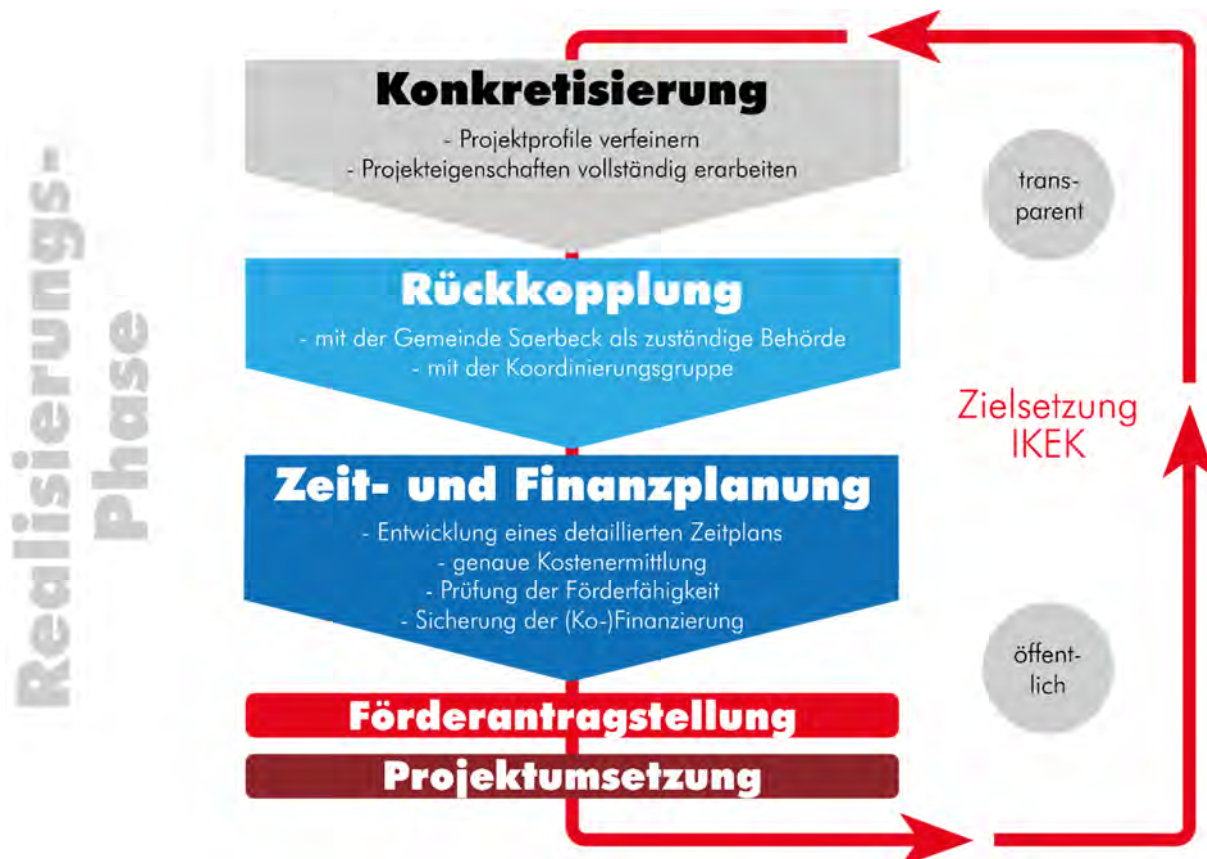 Realisierungs-
Phase
Konkretisierung
- Projektprofile verfeinern
- Projekteigenschaften vollständig erarbeiten
Rückkopplung
- mit der Gemeinde Saerbeck als zuständige Behörde
- mit der Koordinierungsgruppe
Zeit- und Finanzplanung
- Entwicklung eines detaillierten Zeitplans
- genaue Kostenermittlung
- Prüfung der Förderfähigkeit
- Sicherung der (Ko-)Finanzierung
Förderantragstellung
Projektumsetzung
trans-
parent
Zielsetzung
IKEK
öffent-
lich